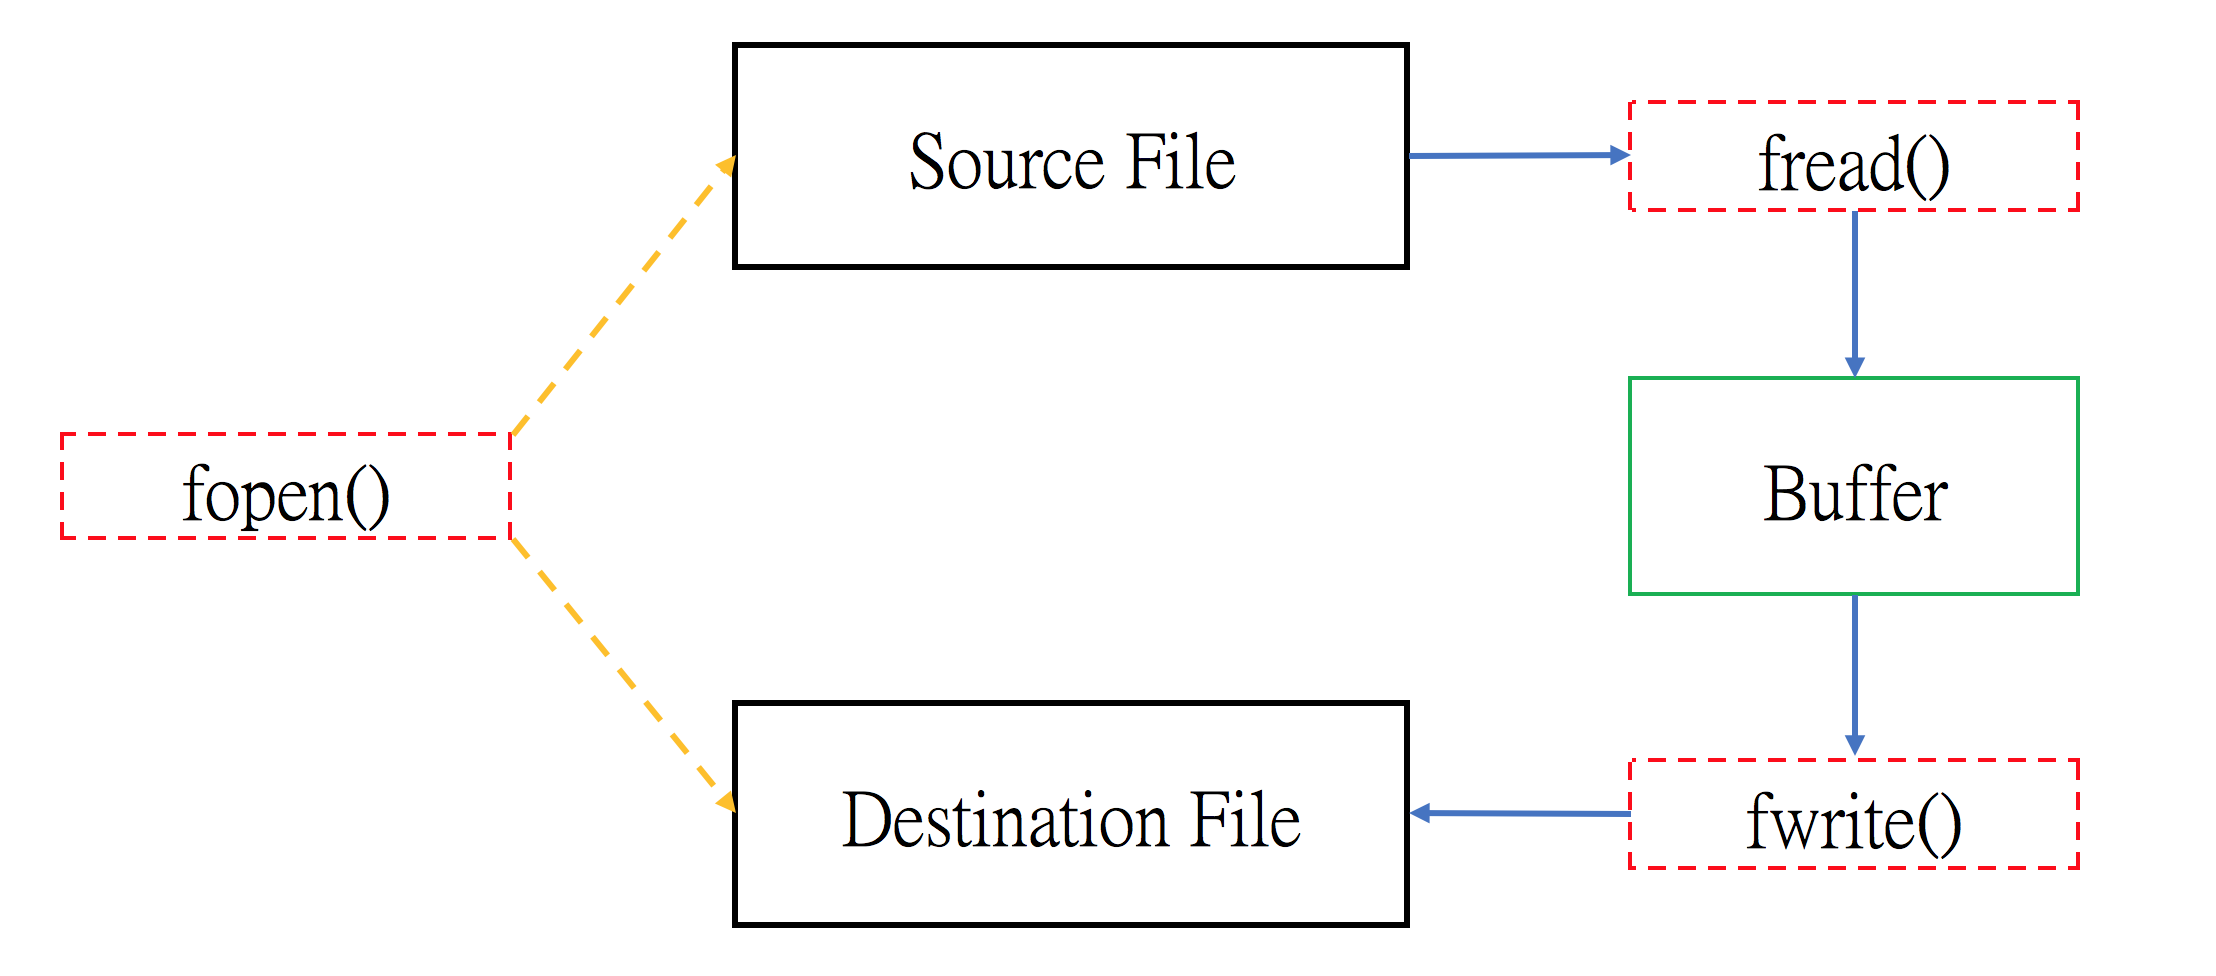 Source File
fread()
fopen()
Buffer
Destination File
fwrite()